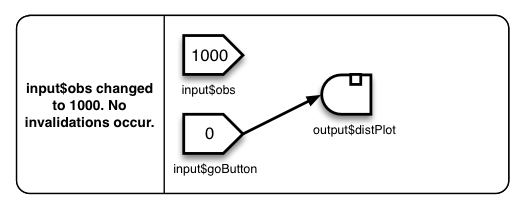 input$obs changed
to 1000. No
invalidations occur.
1000
input$obs
0
input$goButton
output$distPlot